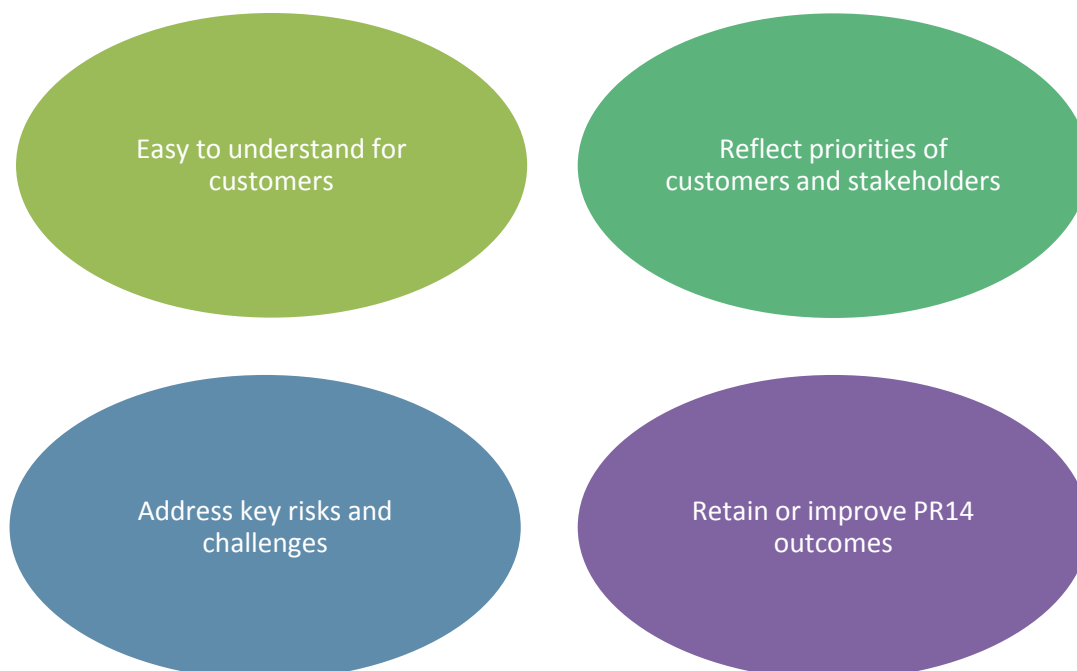 Easy to understand for
customers
Reflect priorities of
customers and stakeholders
Address key risks and
challenges
Retain or improve PR14
outcomes